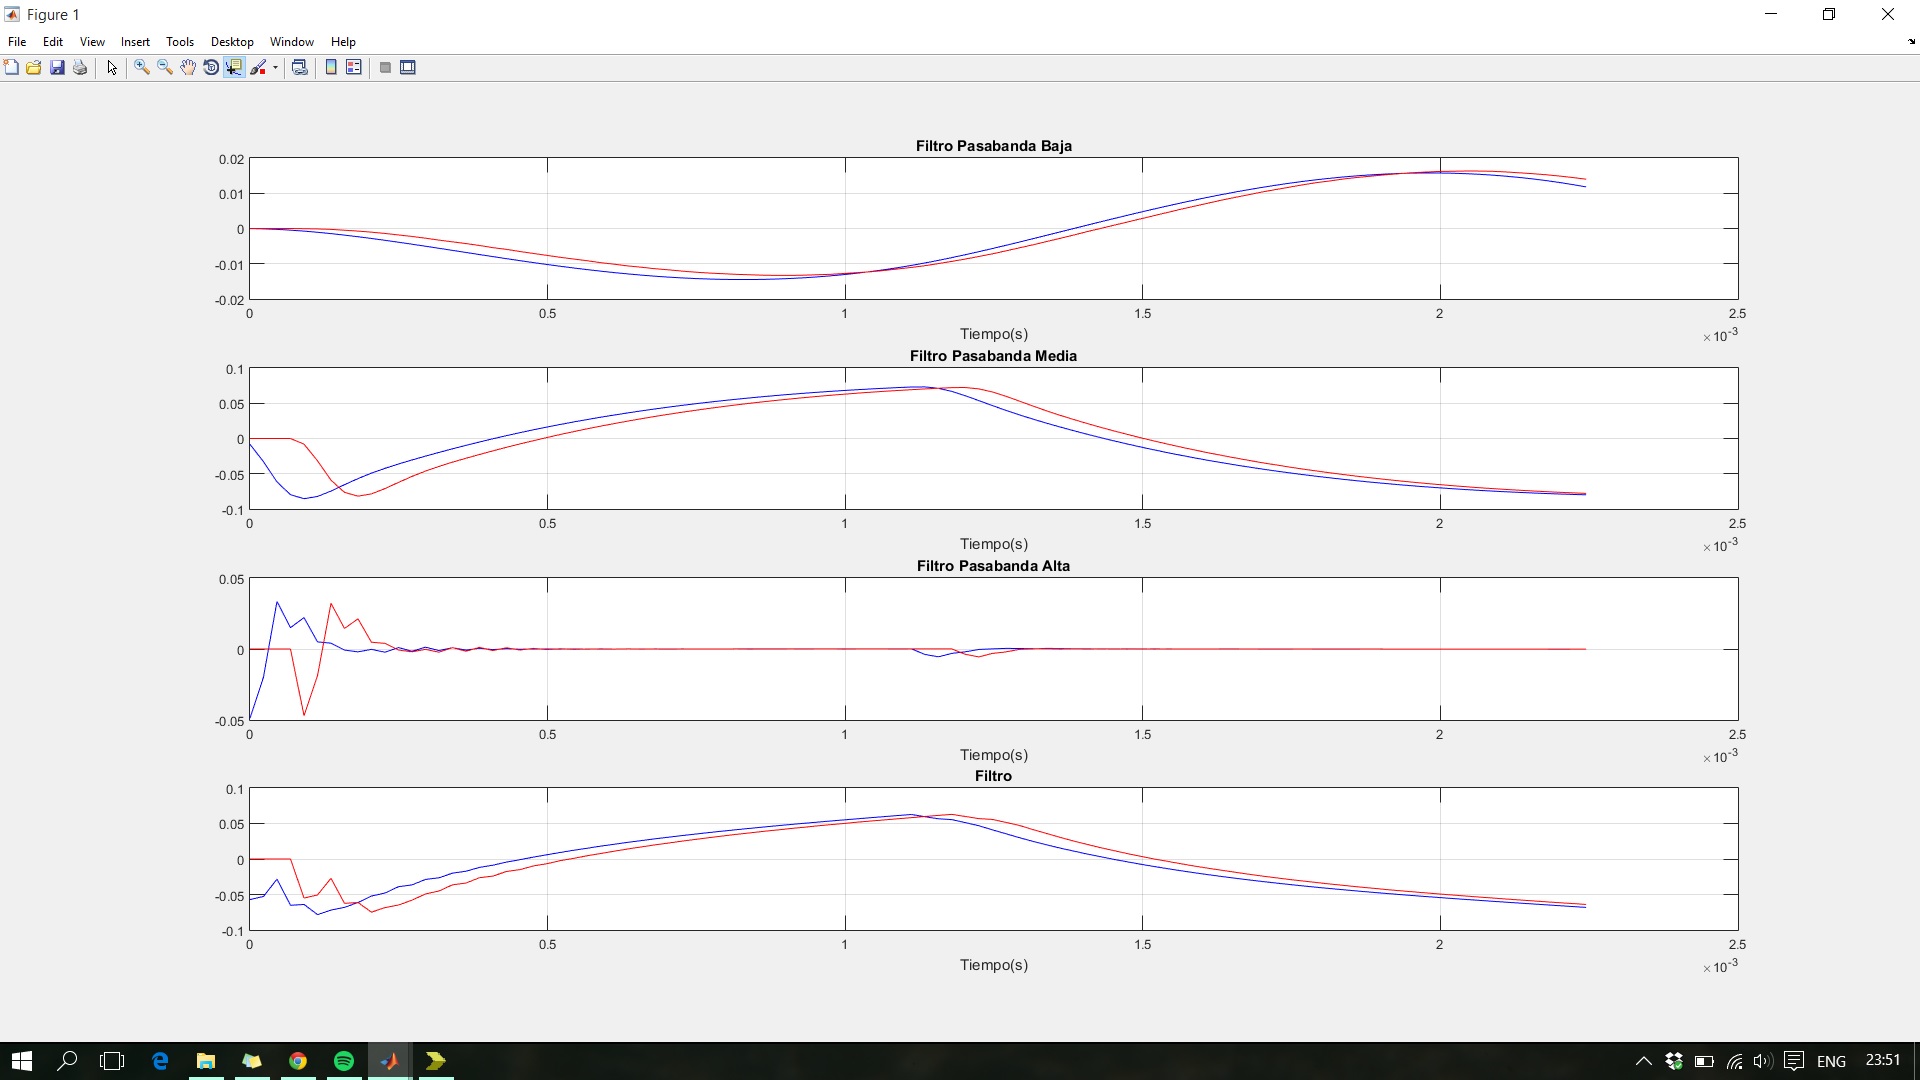 Figure 1
File Edit View Insert Tools Desktop Window Help
Filtro Pasabanda Baja
0.02
0.01
0
-0.01
-0.02
0 0.5 1 1.5 2 2.5
Tiempo(s)
×10-3
Filtro Pasabanda Media
0.1
0.05
0
-0.05
-0.1
0 0.5 1 1.5 2 2.5
Tiempo(s)
×10-3
Filtro Pasabanda Alta
0.05
0
-0.05
0 0.5 1 1.5 2 2.5
Tiempo(s)
×10-3
Filtro
0.1
0.05
0
-0.05
-0.1
0 0.5 1 1.5 2 2.5
Tiempo(s)
×10-3
ENG 23:51